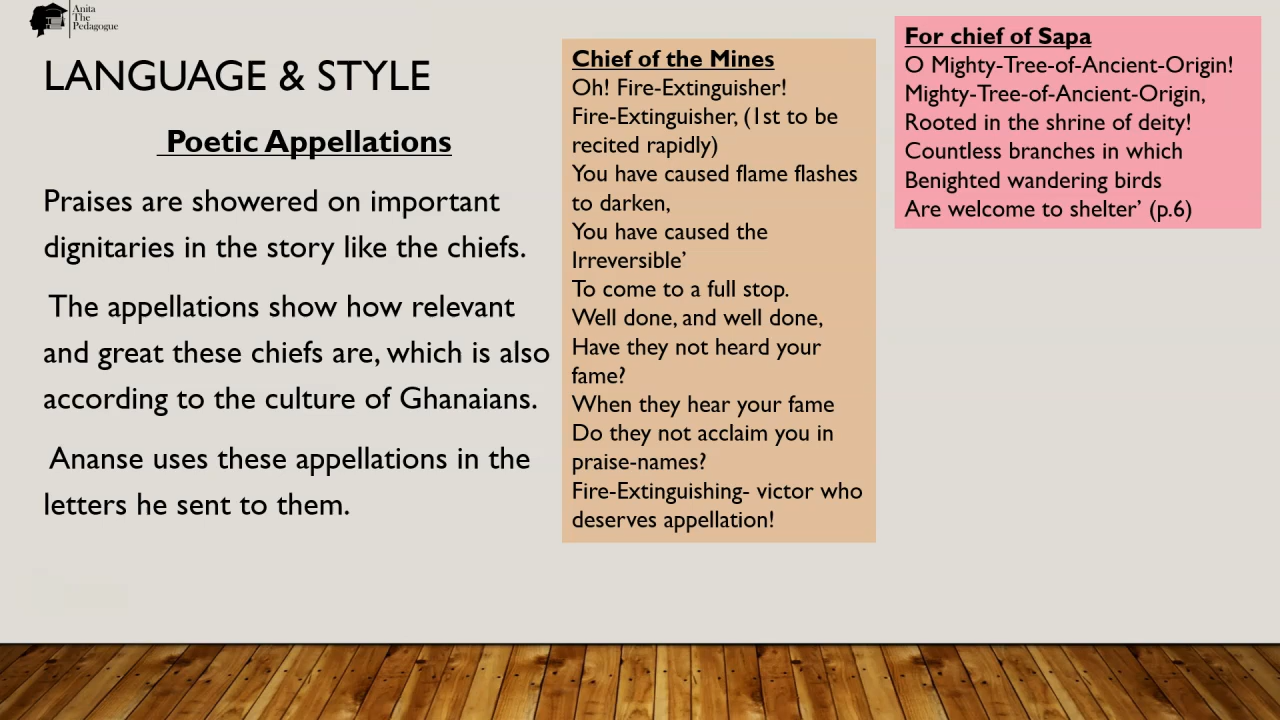 Anita
The
Pedagogue
LANGUAGE & STYLE
Poetic Appellations
Praises are showered on important
dignitaries in the story like the chiefs.
The appellations show how relevant
and great these chiefs are, which is also
according to the culture of Ghanaians.
Ananse uses these appellations in the
letters he sent to them.
Chief of the Mines
Oh! Fire-Extinguisher!
Fire-Extinguisher, (1st to be
recited rapidly)
You have caused flame flashes
to darken,
You have caused the
Irreversible’
To come to a full stop.
Well done, and well done,
Have they not heard your
fame?
When they hear your fame
Do they not acclaim you in
praise-names?
Fire-Extinguishing- victor who
deserves appellation!
For chief of Sapa
O Mighty-Tree-of-Ancient-Origin!
Mighty-Tree-of-Ancient-Origin,
Rooted in the shrine of deity!
Countless branches in which
Benighted wandering birds
Are welcome to shelter’ (p.6)